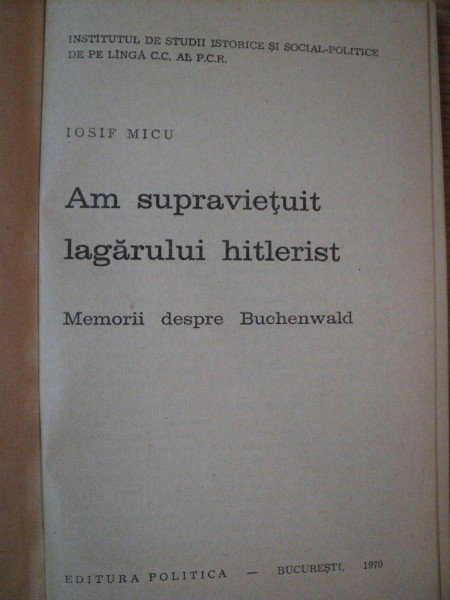 INSTITUTUL DE STUDII ISTORICE ȘI SOCIAL-POLITICE
DE PE LÎNGĂ C.C. AL P.C.R.
IOSIF MICU
Am supraviețuit
lagărului hitlerist
Memorii despre Buchenwald
EDITURA POLITICA — BUCUREȘTI, 1970